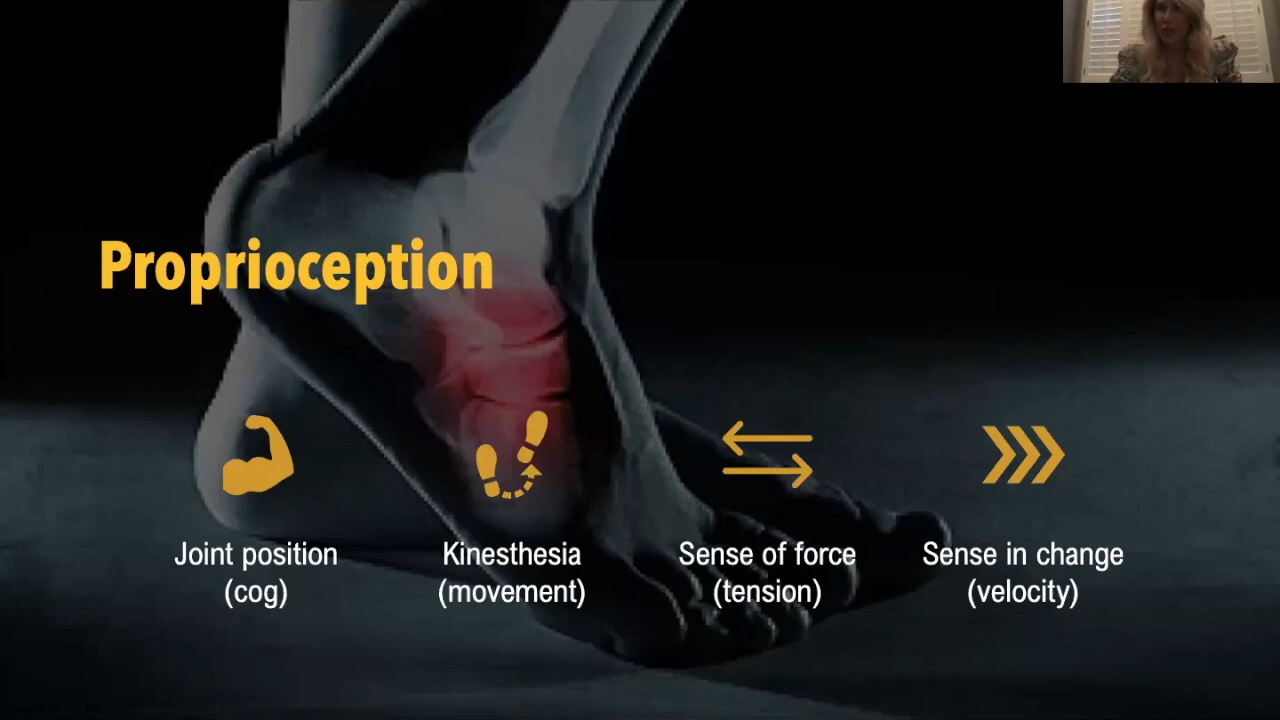 Proprioception
Joint position
(cog)
Kinesthesia
(movement)
Sense of force
(tension)
Sense in change
(velocity)